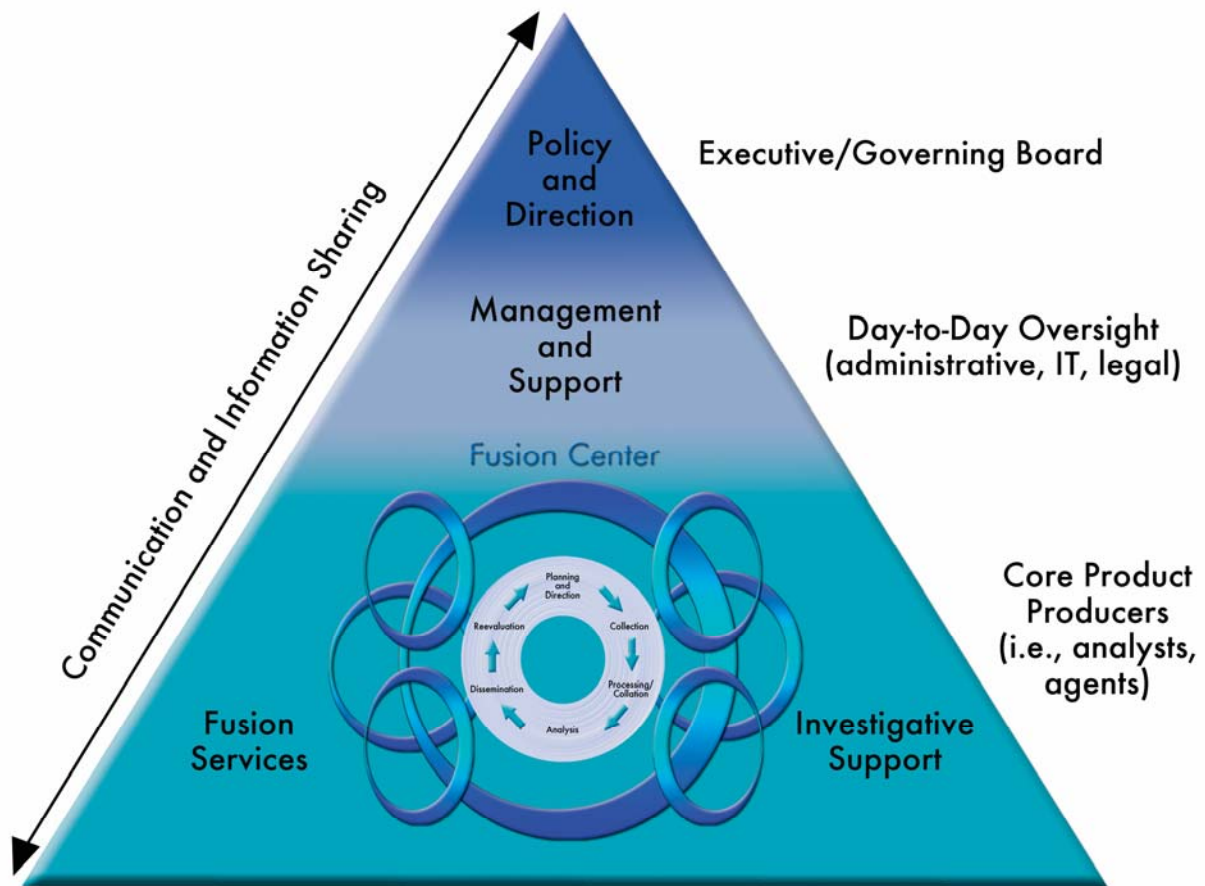 Communication and Information Sharing
Policy
and
Direction
Executive/Governing Board
Management
and
Support
Day-to-Day Oversight
(administrative, IT, legal)
Fusion Center
Planning
and
Direction
Collection
Processing/
Collation
Analysis
Dissemination
Reevaluation
Core Product
Producers
(i.e., analysts,
agents)
Fusion
Services
Investigative
Support